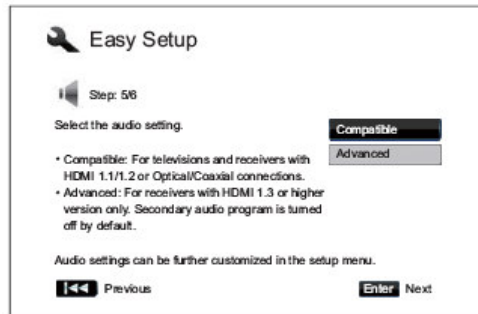 Easy Setup
Step: 5/6
Select the audio setting.
Compatible
Advanced
• Compatible: For televisions and receivers with
HDMI 1.1/1.2 or Optical/Coaxial connections.
• Advanced: For receivers with HDMI 1.3 or higher
version only. Secondary audio program is turned
off by default.
Audio settings can be further customized in the setup menu.
Previous
Enter Next